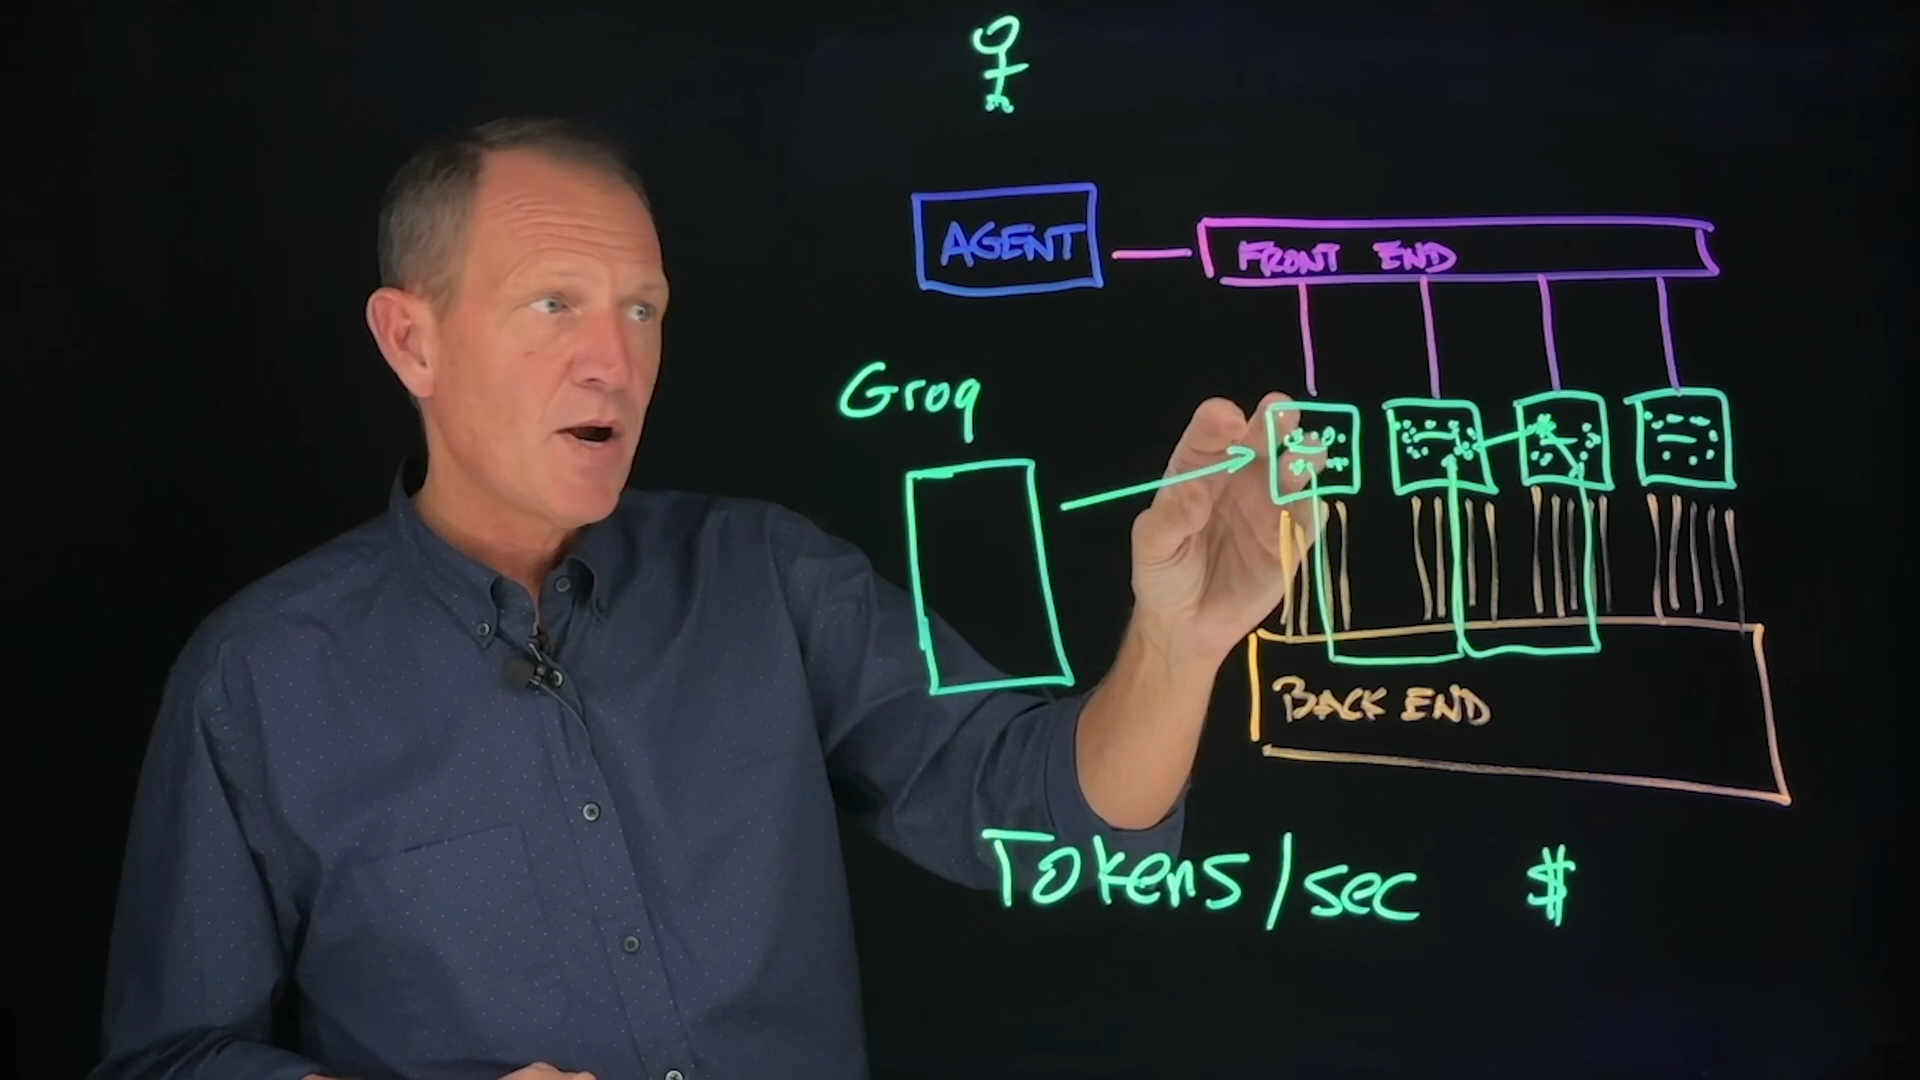 AGENT
FRONT END
Groq
BACK END
Tokens/sec $